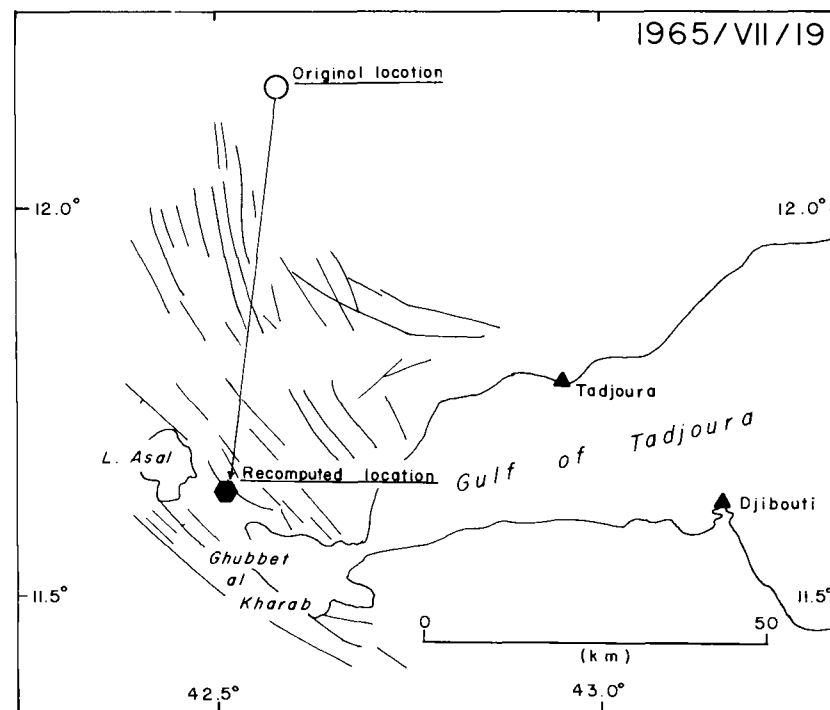 1965/VII/19
Original location
12.0°
12.0°
Tadjoura
L. Asal
Recomputed location
Gulf of Tadjoura
Djibouti
Ghubbet
al
Kharab
11.5°
11.5°
0
50
(km)
42.5°
43.0°